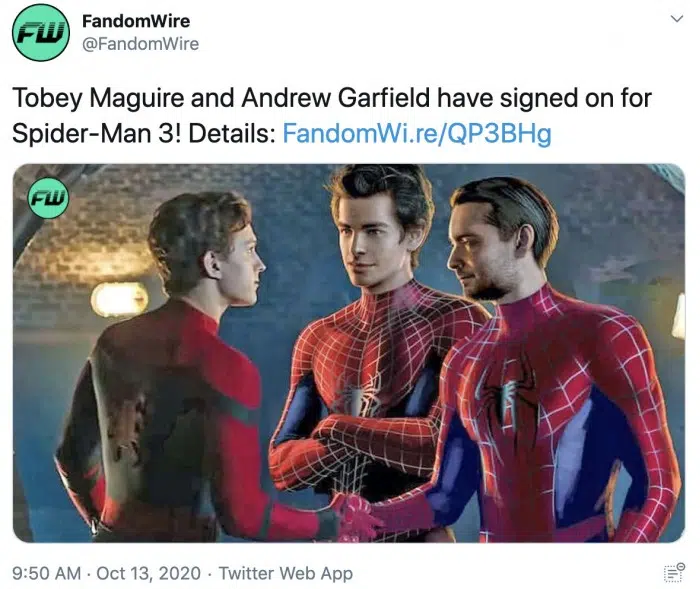 FW
FandomWire
@FandomWire
Tobey Maguire and Andrew Garfield have signed on for
Spider-Man 3! Details: FandomWi.re/QP3BHg
FW
9:50 AM · Oct 13, 2020 · Twitter Web App